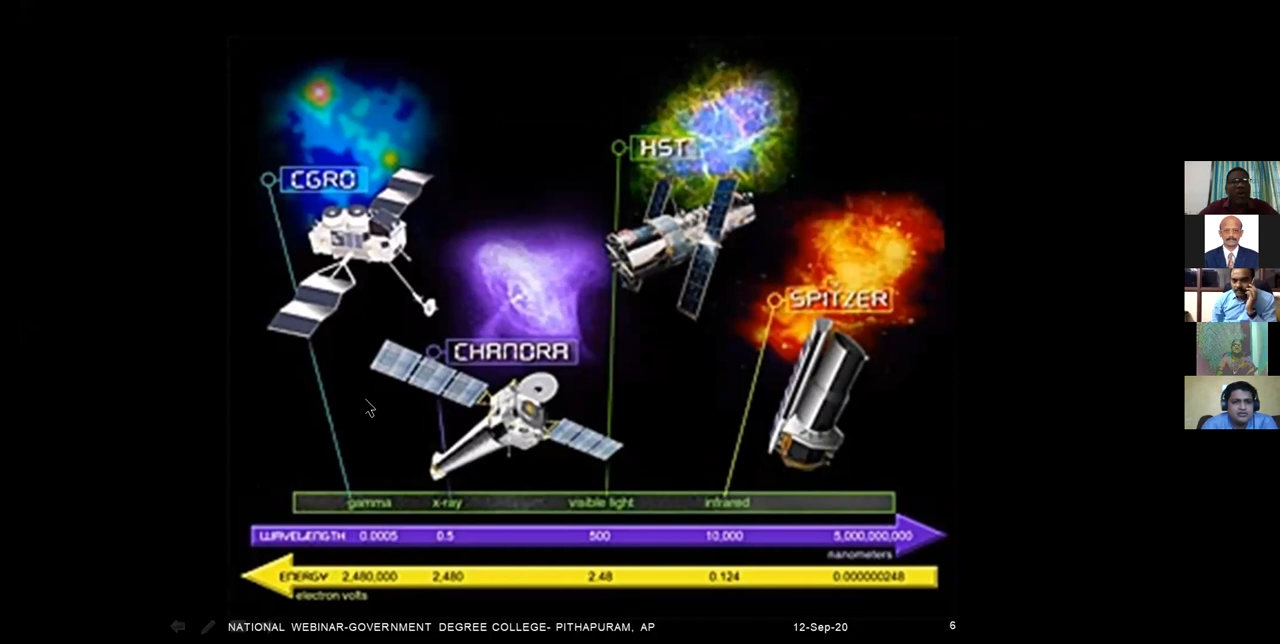 HST
CGRO
SPITZER
CHANDRA
gamma x-ray visible light infrared
WAVELENGTH 0.0005 0.5 500 10,000 5,000,000,000
nanometers
ENERGY 2,480,000 2,480 2.48 0.124 0.000000248
electron volts
NATIONAL WEBINAR-GOVERNMENT DEGREE COLLEGE- PITHAPURAM, AP 12-Sep-20 6